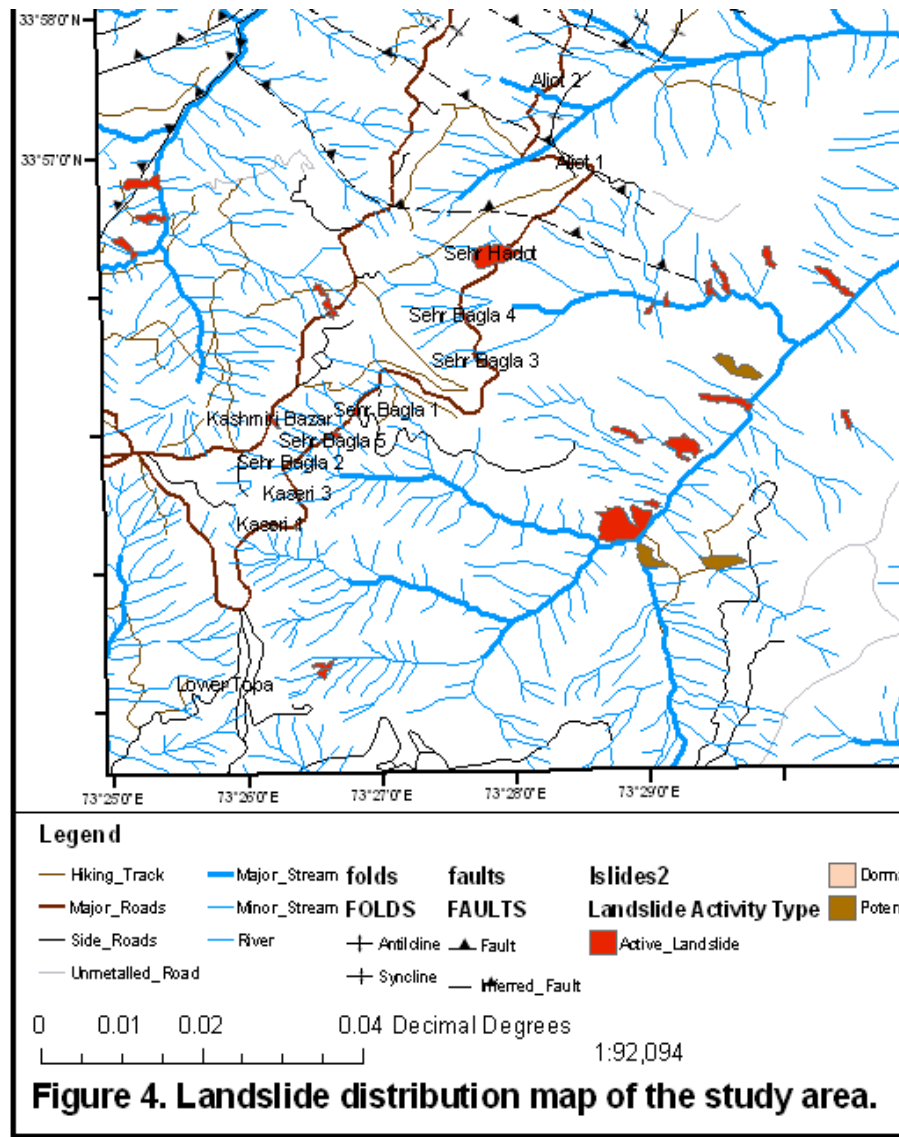 33°58'0"N
Aliot 2
33°57'0"N
Aliot 1
Sehr Hadot
Sehr Bagla 4
Sehr Bagla 3
Sehr Bagla 1
Kashmiri Bazar
Sehr Bagla 5
Sehr Bagla 2
Kaseri 3
Kaseri 1
Lower Topa
73°25'0"E 73°26'0"E 73°27'0"E 73°28'0"E 73°29'0"E
Legend
Hiking_Track Major_Stream folds faults lslides2 Dorm
Major_Roads Minor_Stream FOLDS FAULTS Landslide Activity Type Poten
Side_Roads River Antilcline Fault Active_Landslide
Unmetalled_Road Syncline Inferred_Fault
0 0.01 0.02 0.04 Decimal Degrees
1:92,094
Figure 4. Landslide distribution map of the study area.